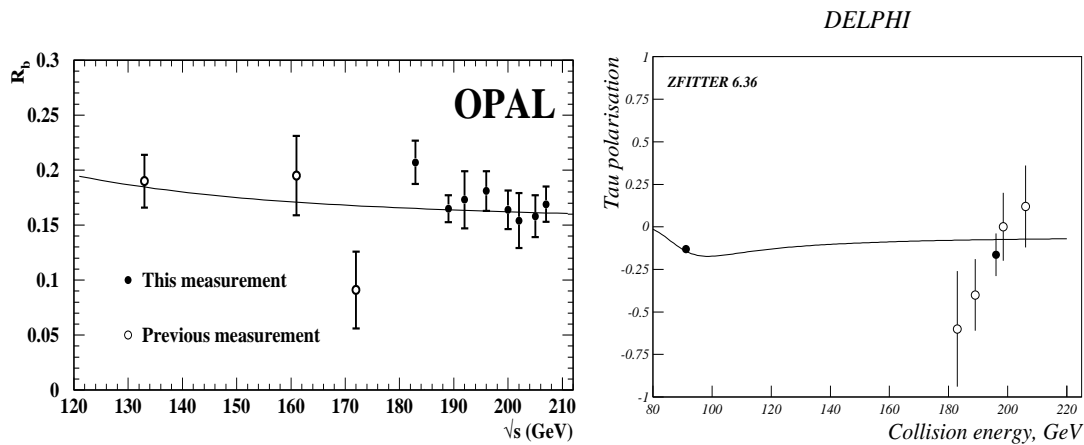 R_b
0.3
0.25
0.2
0.15
0.1
0.05
0
OPAL
This measurement
Previous measurement
120 130 140 150 160 170 180 190 200 210
√s (GeV)
DELPHI
Tau polarisation
1
0.75
0.5
0.25
0
-0.25
-0.5
-0.75
-1
ZFITTER 6.36
80 100 120 140 160 180 200 220
Collision energy, GeV